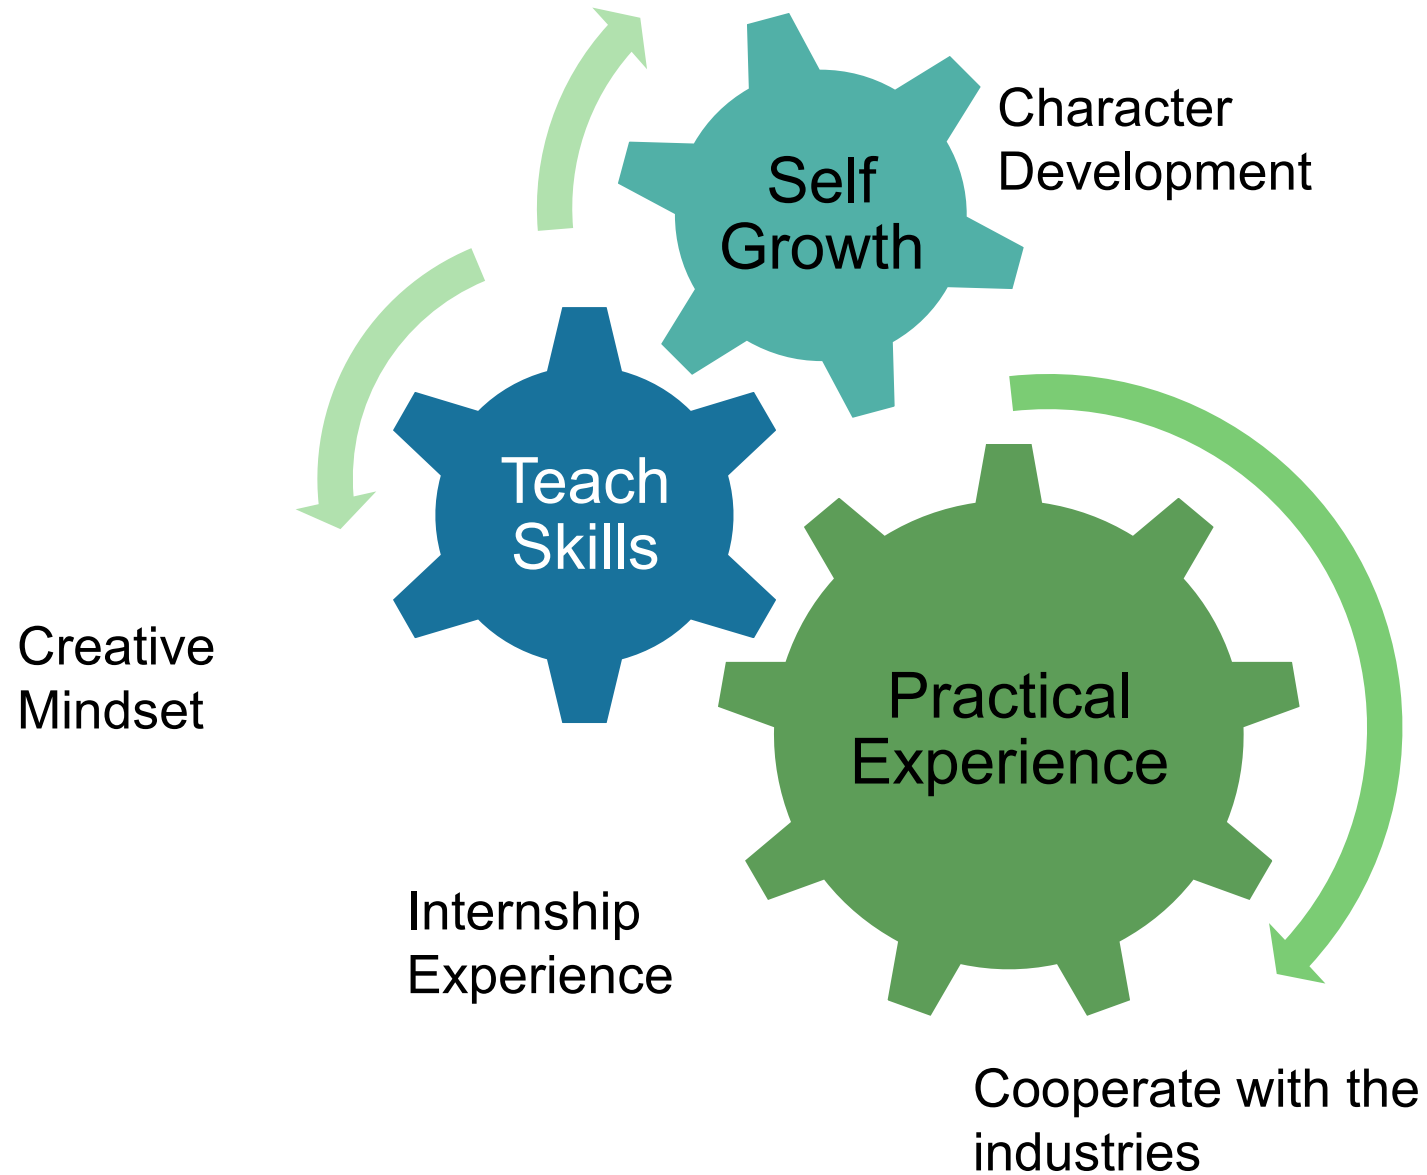 Character
Development
Self
Growth
Teach
Skills
Creative
Mindset
Practical
Experience
Internship
Experience
Cooperate with the
industries